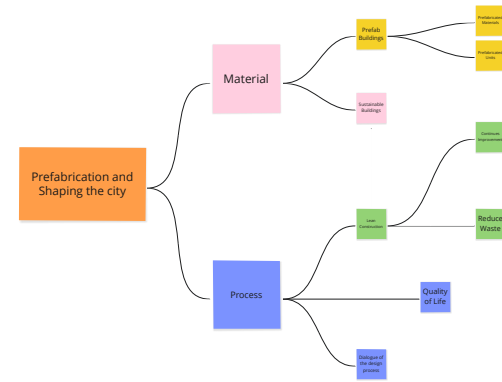 Prefabrication and
Shaping the city
Material
Prefab
Buildings
Prefabricated
Materials
Prefabricated
Units
Sustainable
Buildings
Process
Lean
Construction
Continues
Improvement
Reduce
Waste
Quality
of Life
Dialogue of
the design
process